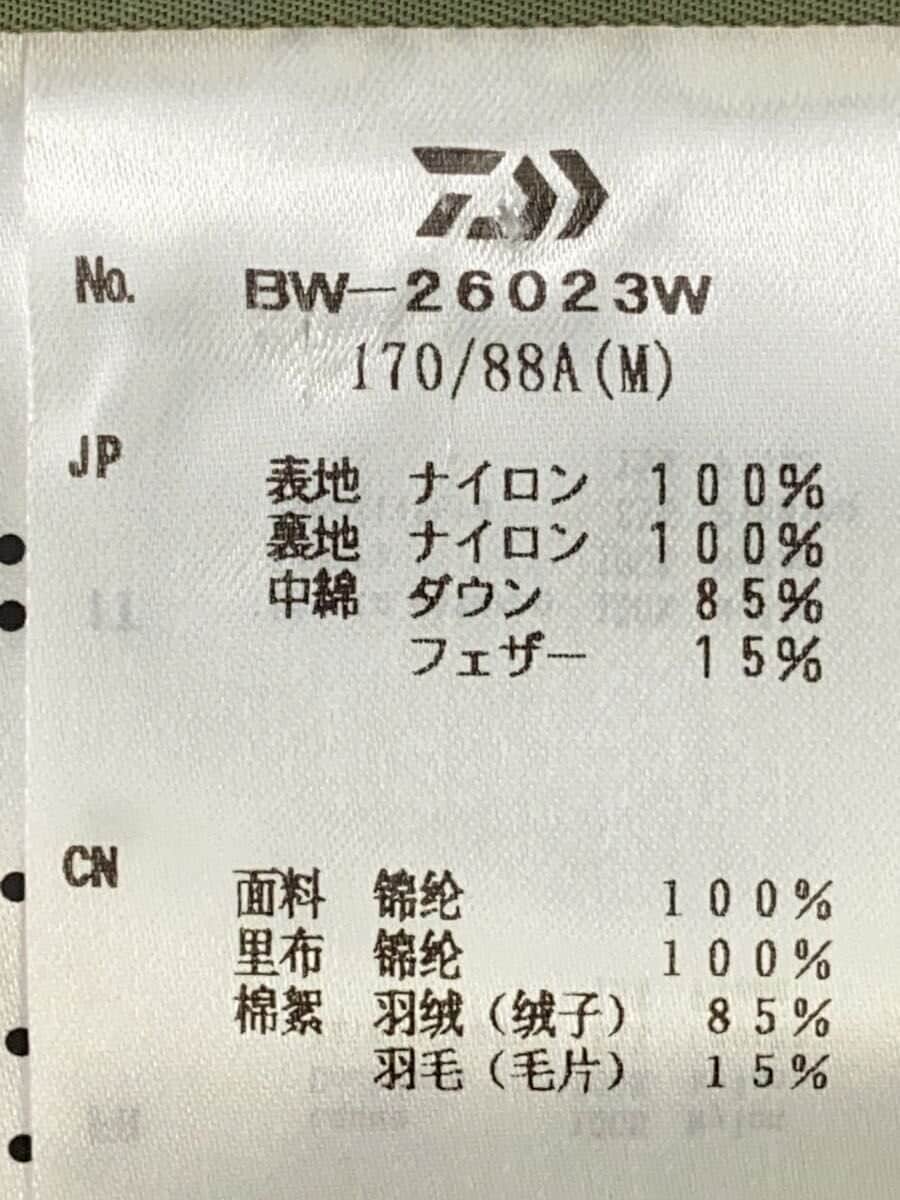 No. BW-26023W
170/88A(M)
JP
表地 ナイロン 100%
裏地 ナイロン 100%
中綿 ダウン 85%
フェザー 15%
CN
面料 锦纶 100%
里布 锦纶 100%
棉絮 羽绒(绒子) 85%
羽毛(毛片) 15%